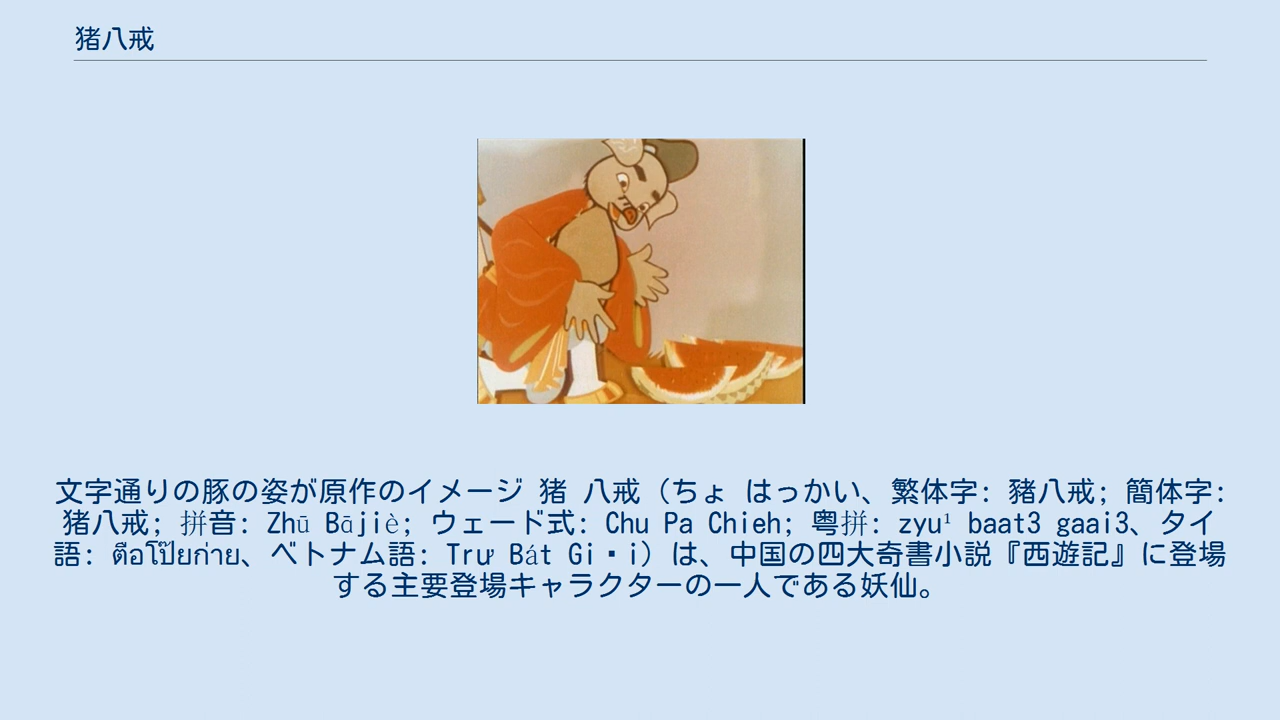 猪八戒
文字通りの豚の姿が原作のイメージ 猪 八戒（ちょ はっかい、繁体字: 豬八戒; 簡体字:
猪八戒; 拼音: Zhū Bājiè; ウェード式: Chu Pa Chieh; 粤拼: zyu¹ baat3 gaai3、タイ
語: ตือโป๊ยก่าย、ベトナム語: Trư Bát Gi▪i）は、中国の四大奇書小説『西遊記』に登場
する主要登場キャラクターの一人である妖仙。